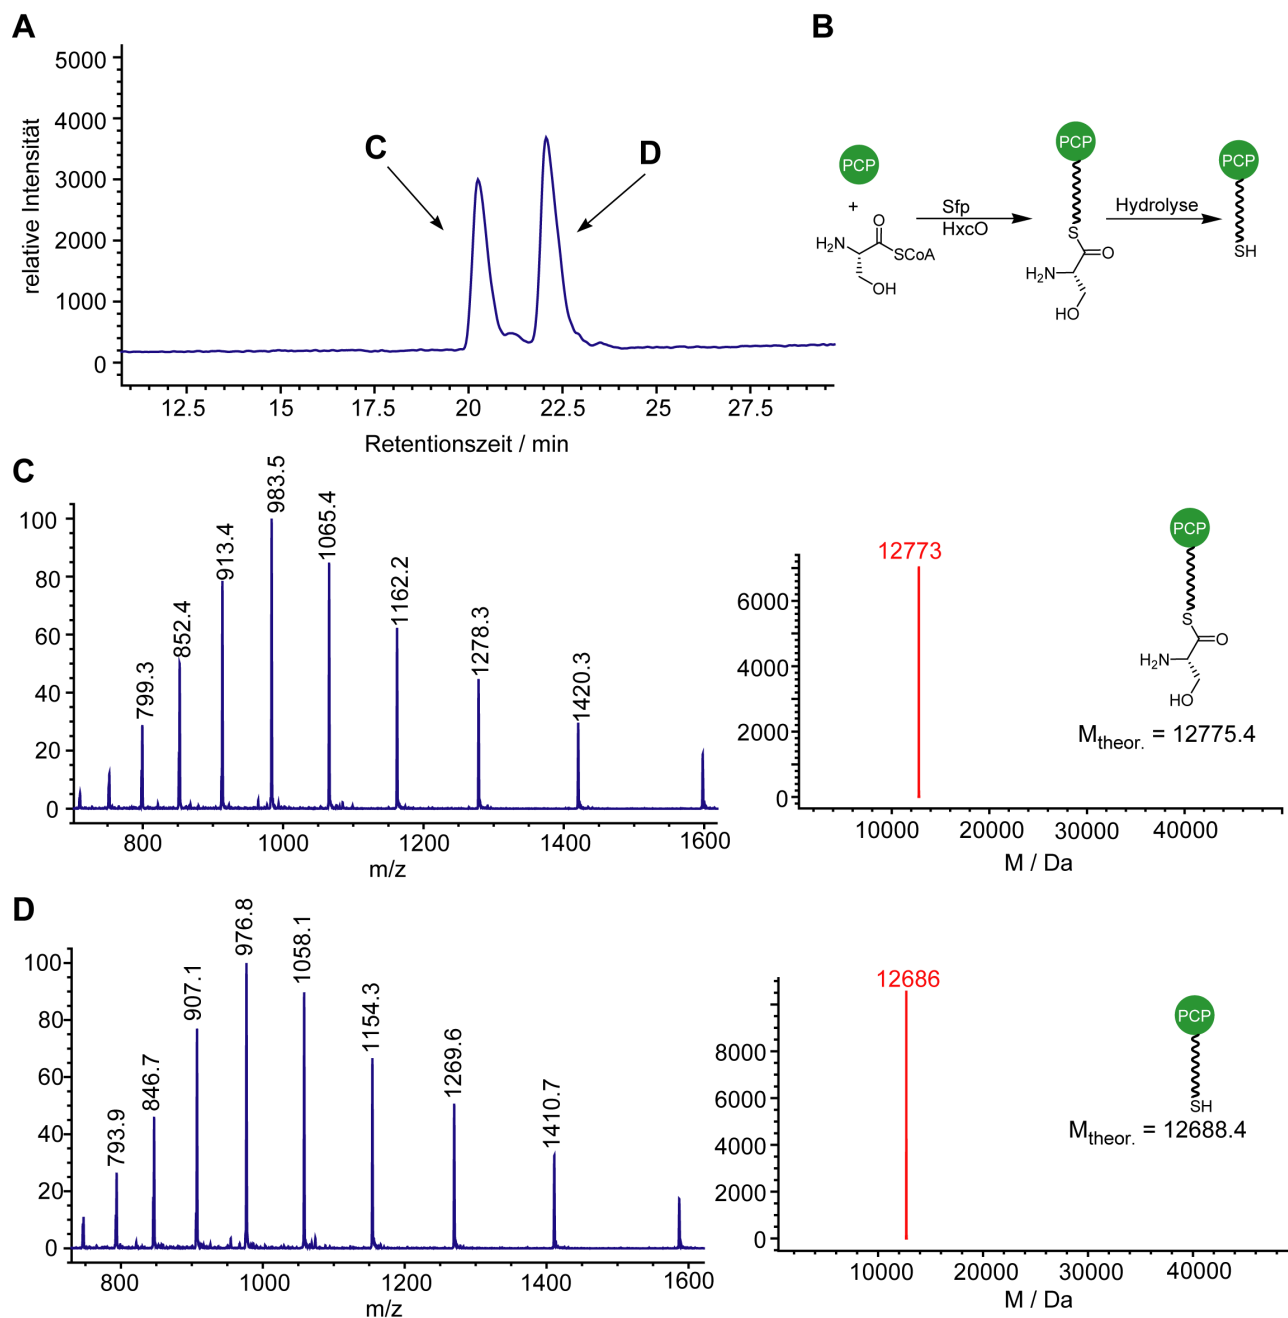 A
5000
4000
3000
2000
1000
0
relative Intensität
C
D
12.5 15 17.5 20 22.5 25 27.5
Retentionszeit / min
B
PCP
+
H₂N
O
SCoA
OH
Sfp
HxcO
PCP
S
O
H₂N
HO
Hydrolyse
PCP
SH
C
100
80
60
40
20
0
799.3
852.4
913.4
983.5
1065.4
1162.2
1278.3
1420.3
800 1000 1200 1400 1600
m/z
12773
6000
4000
2000
0
10000 20000 30000 40000
M / Da
PCP
S
O
H₂N
HO
Mtheor. = 12775.4
D
100
80
60
40
20
0
793.9
846.7
907.1
976.8
1058.1
1154.3
1269.6
1410.7
800 1000 1200 1400 1600
m/z
12686
8000
6000
4000
2000
0
10000 20000 30000 40000
M / Da
PCP
SH
Mtheor. = 12688.4